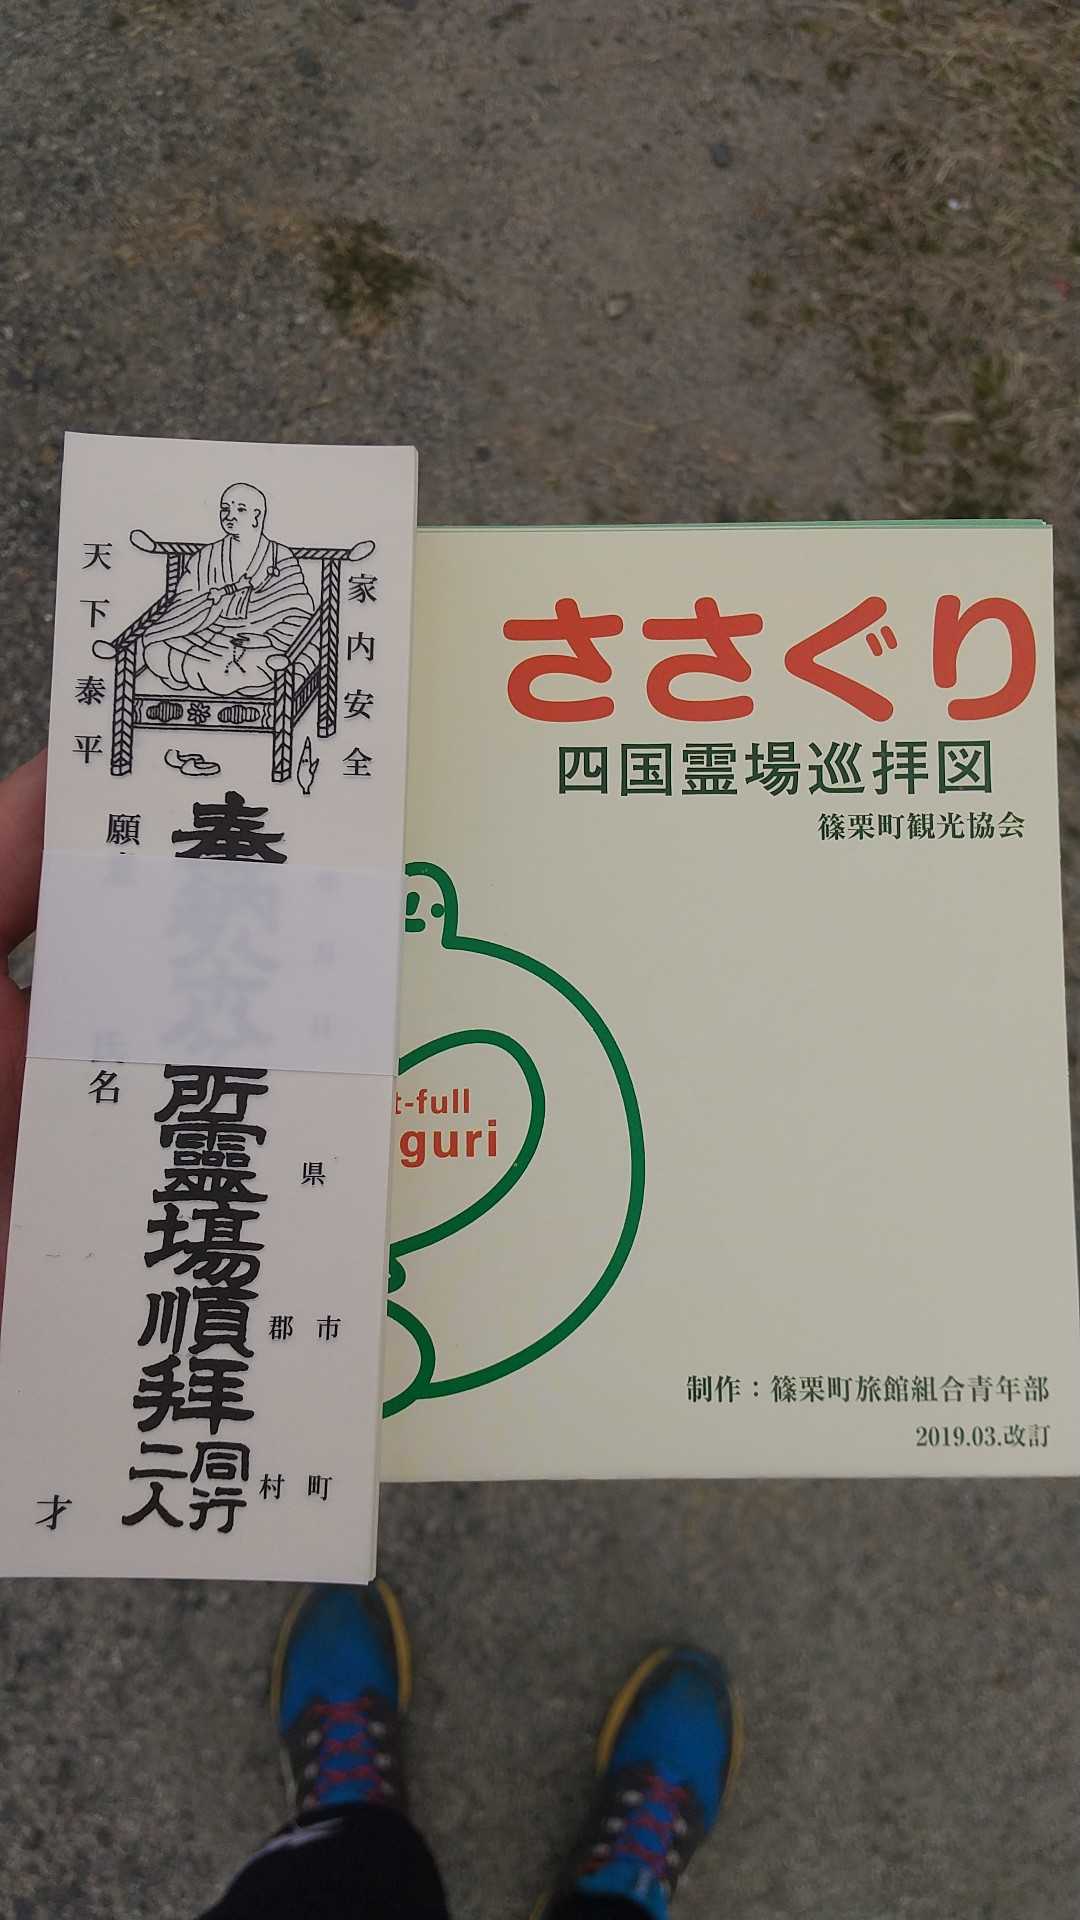 天下泰平
家内安全
願
奉
所霊場順拝
同行
二人
氏名
県
市
郡
町
村
才
ささぐり
四国霊場巡拝図
篠栗町観光協会
t-full
guri
制作：篠栗町旅館組合青年部
2019.03.改訂